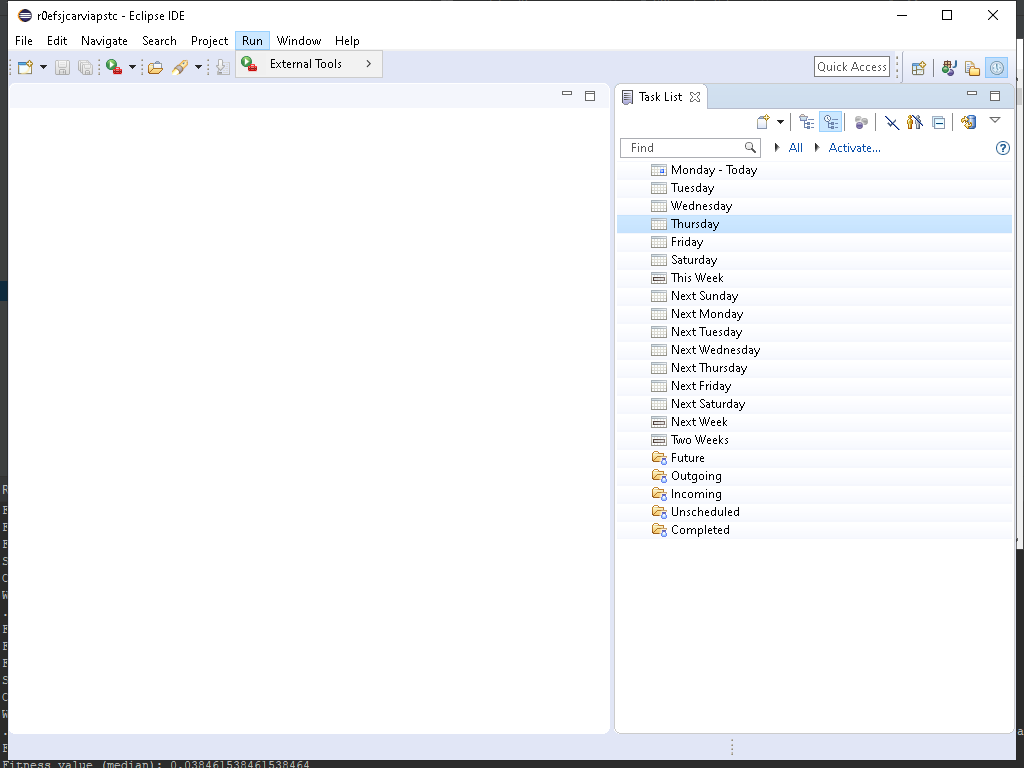 r0efsjcarviapstc - Eclipse IDE
File Edit Navigate Search Project Run Window Help
External Tools
Quick Access
Task List
Find
All Activate...
Monday - Today
Tuesday
Wednesday
Thursday
Friday
Saturday
This Week
Next Sunday
Next Monday
Next Tuesday
Next Wednesday
Next Thursday
Next Friday
Next Saturday
Next Week
Two Weeks
Future
Outgoing
Incoming
Unscheduled
Completed
Fitness value (median): 0.038461538461538464